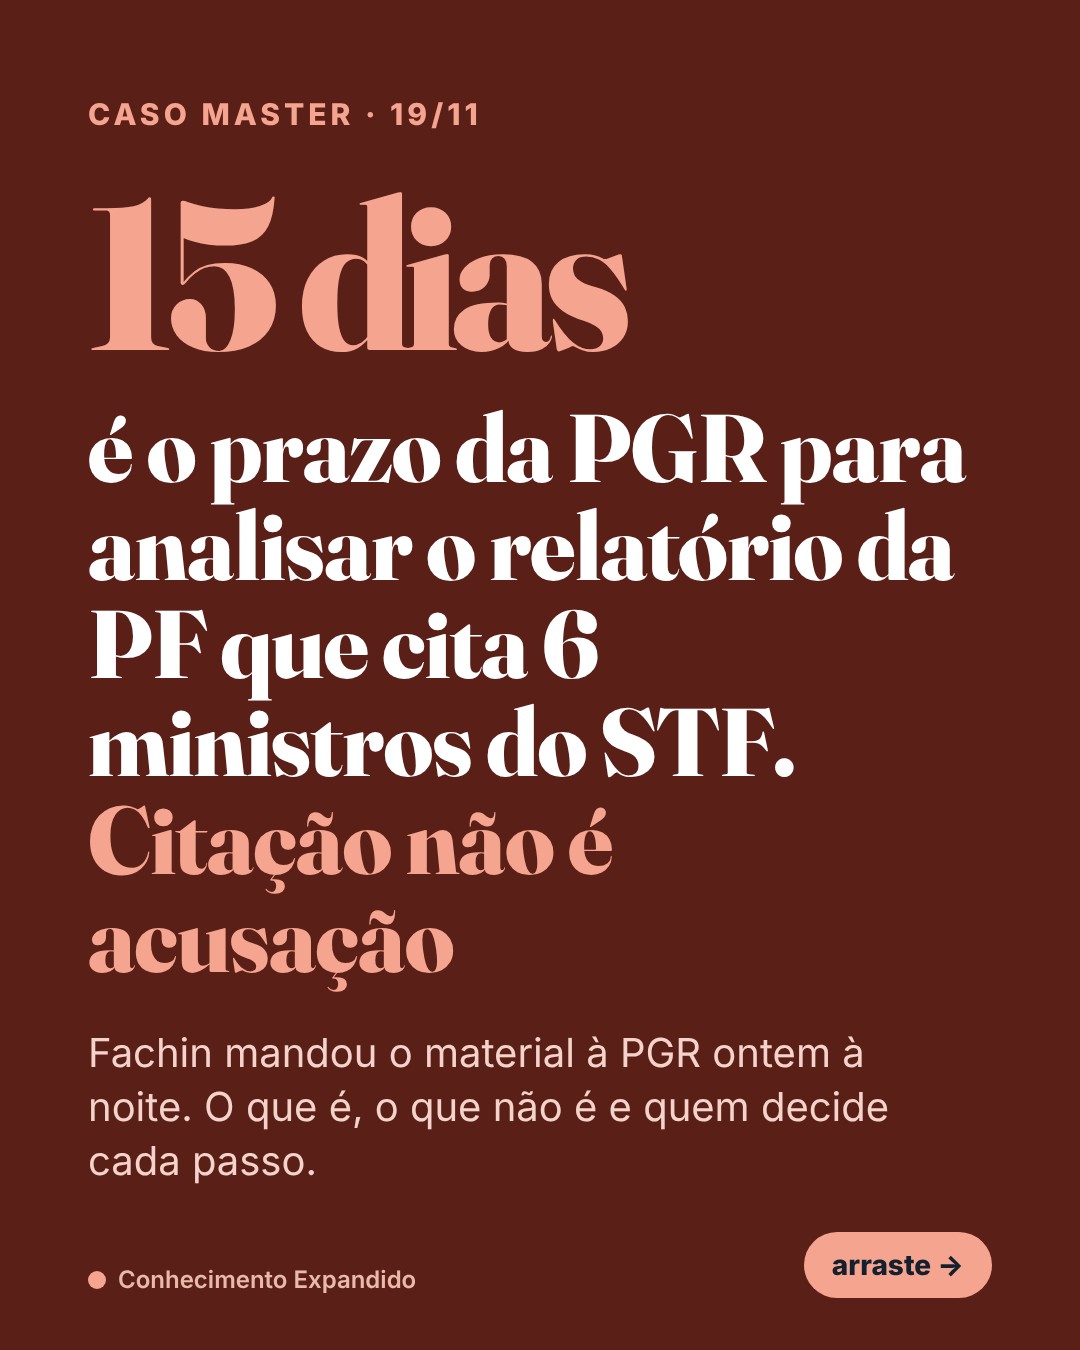 CASO MASTER · 19/11
15 dias
é o prazo da PGR para
analisar o relatório da
PF que cita 6
ministros do STF.
Citação não é
acusação
Fachin mandou o material à PGR ontem à
noite. O que é, o que não é e quem decide
cada passo.
Conhecimento Expandido
arraste →